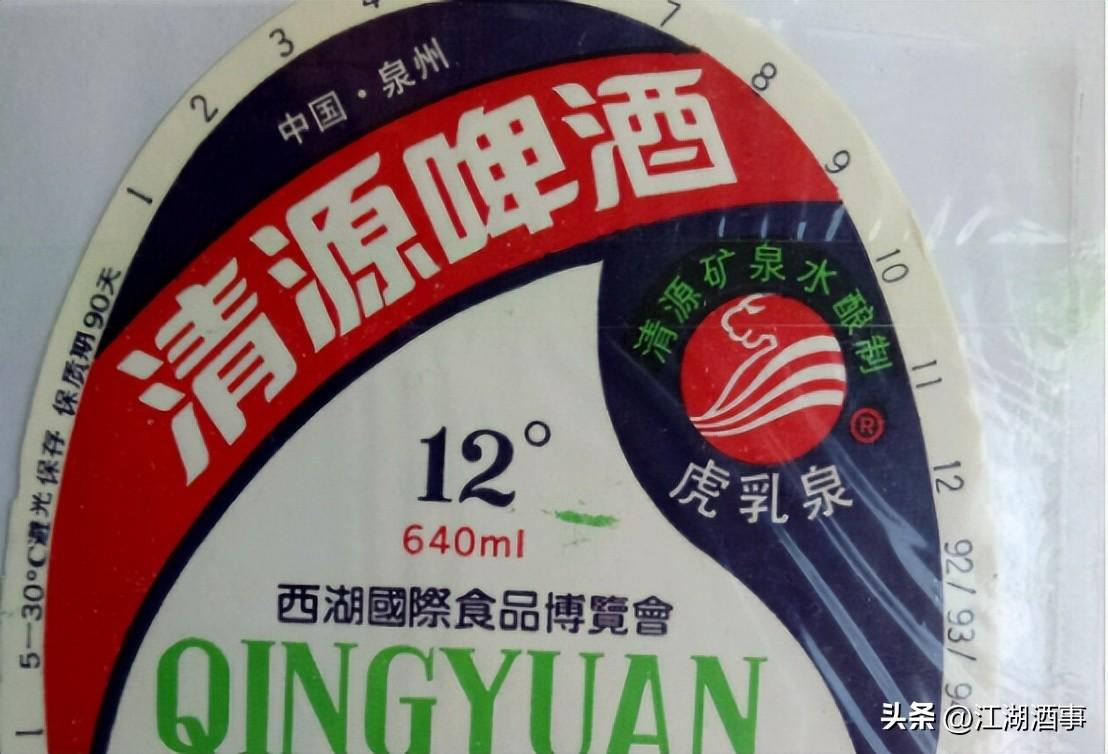 中国·泉州
清源啤酒
清源矿泉水酿制
®
虎乳泉
12°
640ml
西湖國際食品博覽會
QINGYUAN
5—30℃避光保存 保质期90天
1 2 3 4 7 8 9 10 11 12 92/ 93/ 9
1
头条 @江湖酒事